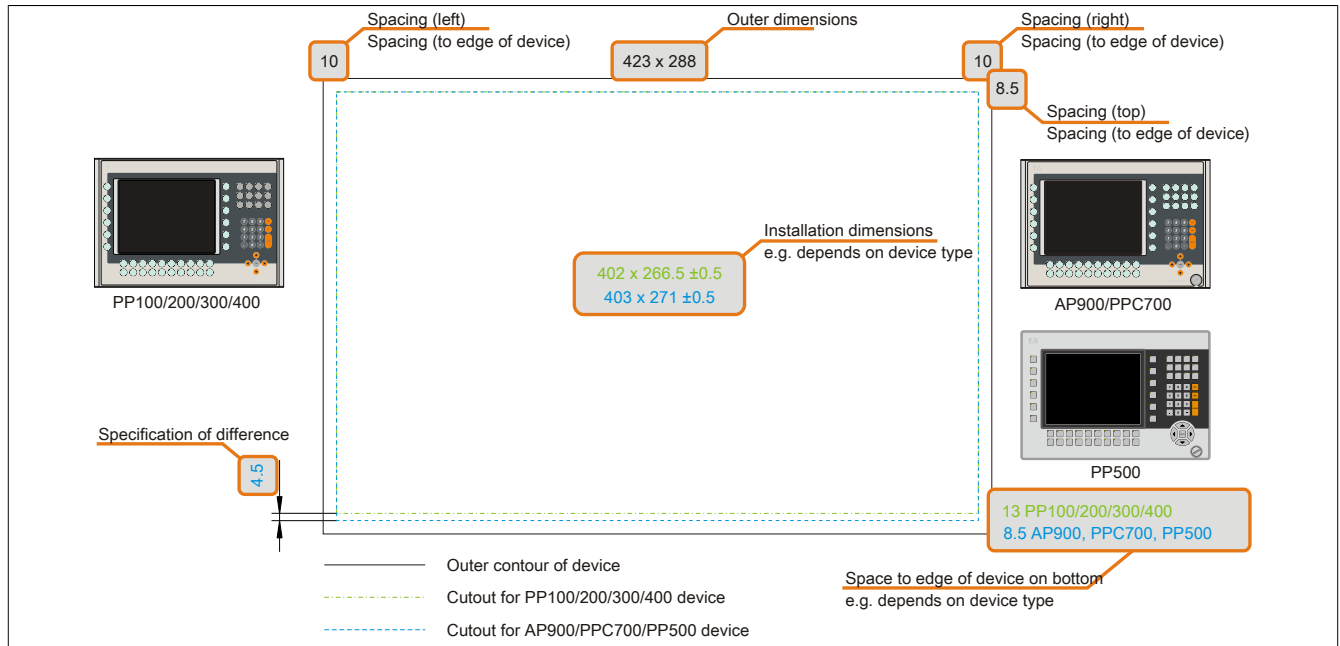 Spacing (left)
Spacing (to edge of device)
Outer dimensions
Spacing (right)
Spacing (to edge of device)
10
423 x 288
10
8.5
Spacing (top)
Spacing (to edge of device)
PP100/200/300/400
Installation dimensions
e.g. depends on device type
402 x 266.5 ±0.5
403 x 271 ±0.5
AP900/PPC700
PP500
Specification of difference
4.5
13 PP100/200/300/400
8.5 AP900, PPC700, PP500
Space to edge of device on bottom
e.g. depends on device type
Outer contour of device
Cutout for PP100/200/300/400 device
Cutout for AP900/PPC700/PP500 device